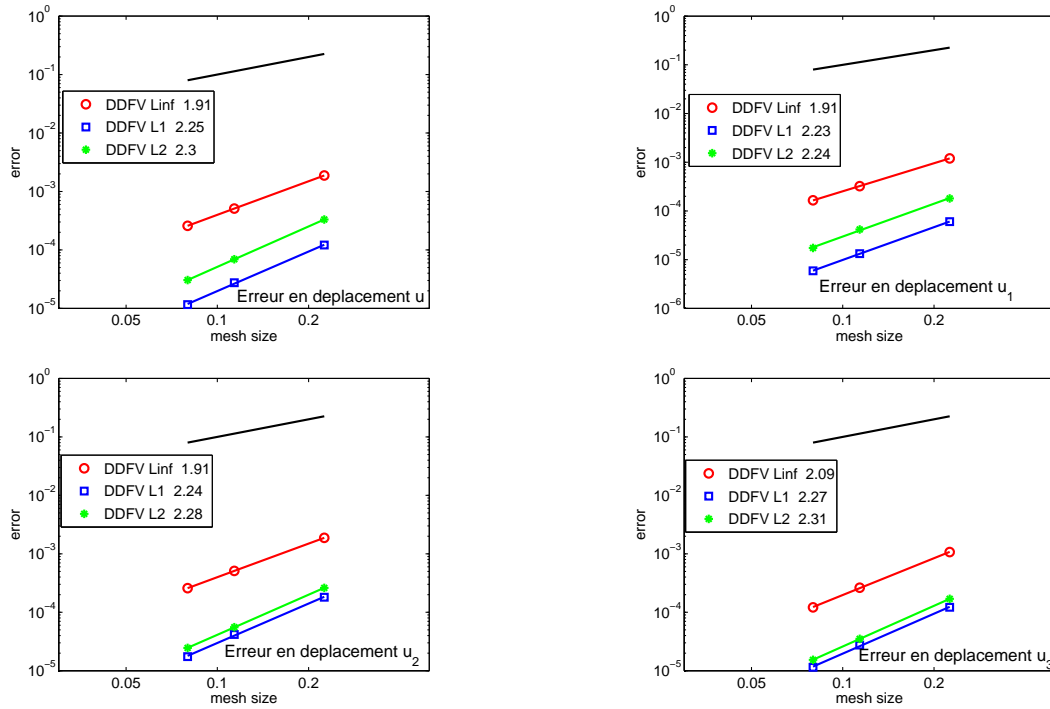 10^0
10^-1
10^-2
10^-3
10^-4
10^-5
error
DDFV Linf 1.91
DDFV L1 2.25
DDFV L2 2.3
Erreur en deplacement u
0.05 0.1 0.2
mesh size
10^0
10^-1
10^-2
10^-3
10^-4
10^-5
10^-6
error
DDFV Linf 1.91
DDFV L1 2.23
DDFV L2 2.24
Erreur en deplacement u_1
0.05 0.1 0.2
mesh size
10^0
10^-1
10^-2
10^-3
10^-4
10^-5
error
DDFV Linf 1.91
DDFV L1 2.24
DDFV L2 2.28
Erreur en deplacement u_2
0.05 0.1 0.2
mesh size
10^0
10^-1
10^-2
10^-3
10^-4
10^-5
error
DDFV Linf 2.09
DDFV L1 2.27
DDFV L2 2.31
Erreur en deplacement u_3
0.05 0.1 0.2
mesh size